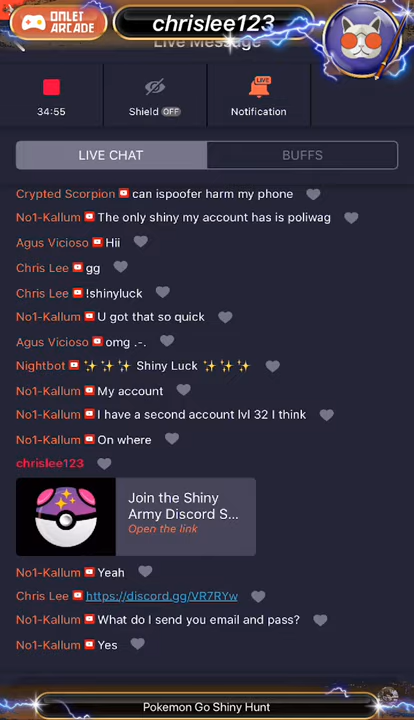 OMLET
ARCADE
chrislee123
Live Message
34:55
Shield OFF
LIVE
Notification
LIVE CHAT
BUFFS
Crypted Scorpion can ispoofer harm my phone
No1-Kallum The only shiny my account has is poliwag
Agus Vicioso Hii
Chris Lee gg
Chris Lee !shinyluck
No1-Kallum U got that so quick
Agus Vicioso omg .-.
Nightbot ✨ ✨ ✨ Shiny Luck ✨ ✨ ✨
No1-Kallum My account
No1-Kallum I have a second account lvl 32 I think
No1-Kallum On where
chrislee123
Join the Shiny
Army Discord S...
Open the link
No1-Kallum Yeah
Chris Lee https://discord.gg/VR7RYw
No1-Kallum What do I send you email and pass?
No1-Kallum Yes
Pokemon Go Shiny Hunt